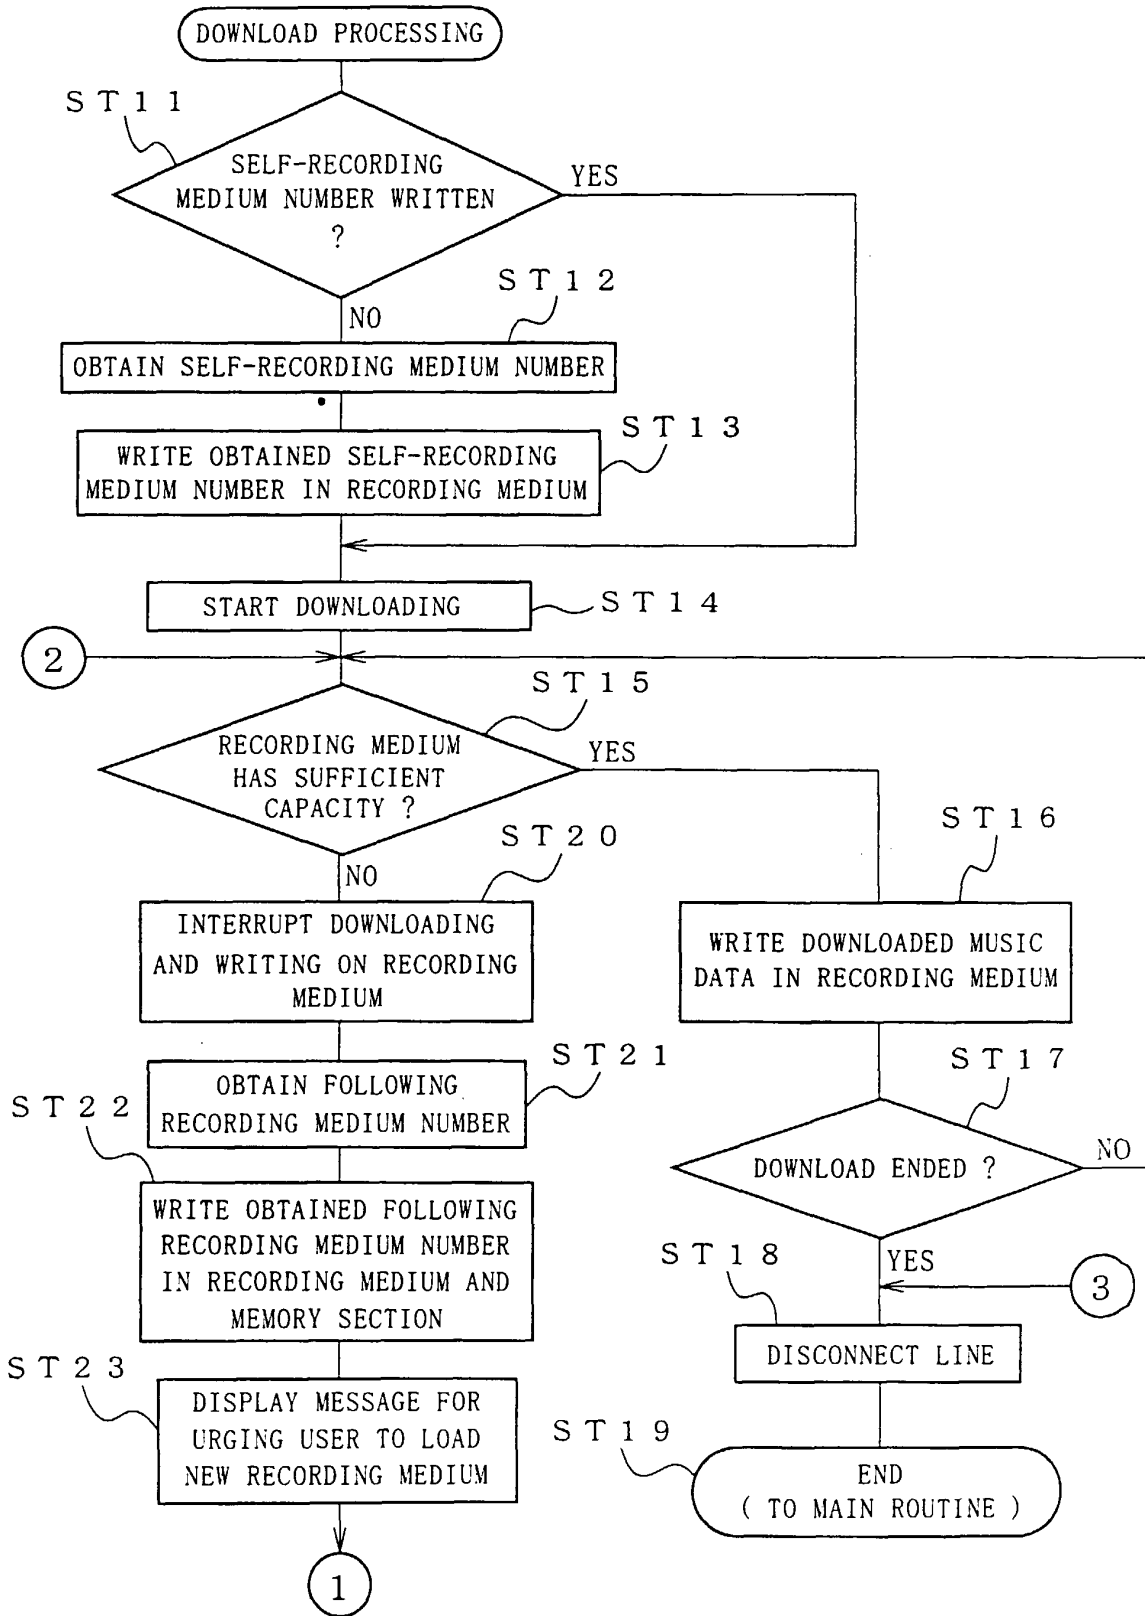 DOWNLOAD PROCESSING
ST11
SELF-RECORDING
MEDIUM NUMBER WRITTEN
?
YES
ST12
NO
OBTAIN SELF-RECORDING MEDIUM NUMBER
ST13
WRITE OBTAINED SELF-RECORDING
MEDIUM NUMBER IN RECORDING MEDIUM
START DOWNLOADING
ST14
2
ST15
RECORDING MEDIUM
HAS SUFFICIENT
CAPACITY ?
YES
ST20
NO
INTERRUPT DOWNLOADING
AND WRITING ON RECORDING
MEDIUM
ST16
WRITE DOWNLOADED MUSIC
DATA IN RECORDING MEDIUM
ST21
OBTAIN FOLLOWING
RECORDING MEDIUM NUMBER
ST17
DOWNLOAD ENDED ?
NO
ST22
WRITE OBTAINED FOLLOWING
RECORDING MEDIUM NUMBER
IN RECORDING MEDIUM AND
MEMORY SECTION
ST18
YES
3
DISCONNECT LINE
ST23
DISPLAY MESSAGE FOR
URGING USER TO LOAD
NEW RECORDING MEDIUM
ST19
END
( TO MAIN ROUTINE )
1